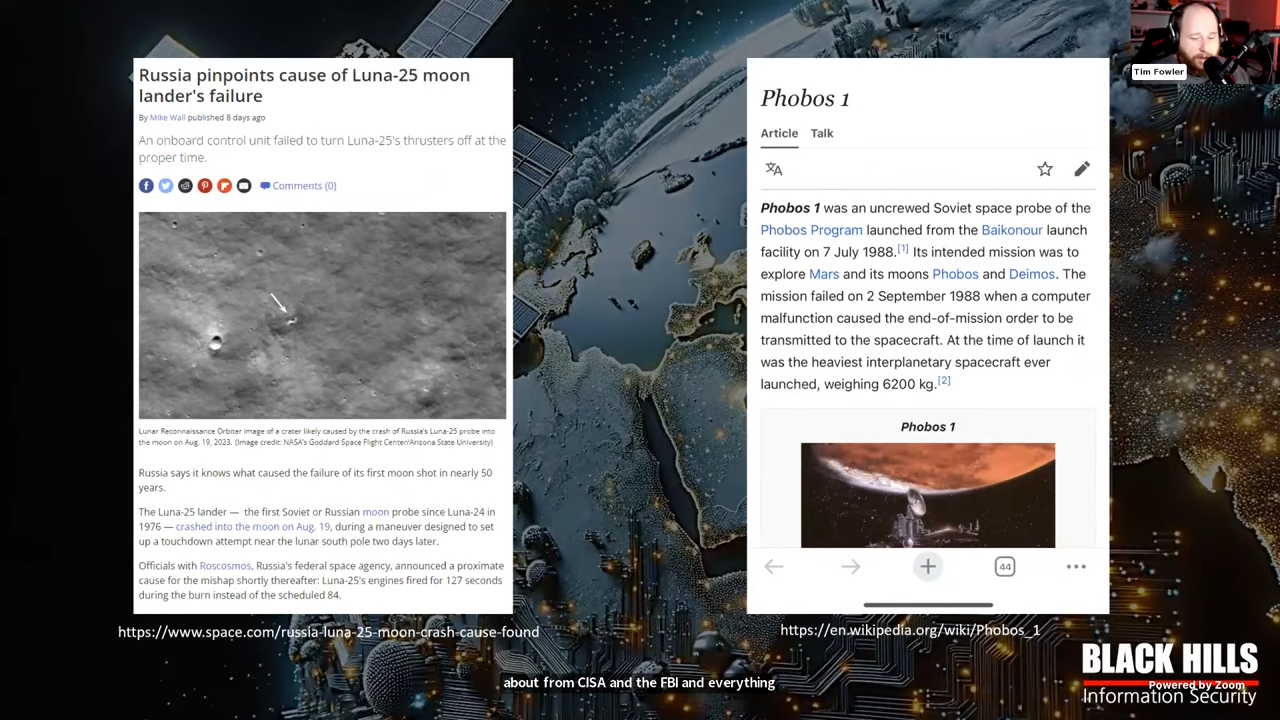 Russia pinpoints cause of Luna-25 moon
lander's failure
By Mike Wall published 8 days ago
An onboard control unit failed to turn Luna-25's thrusters off at the
proper time.
Comments (0)
Lunar Reconnaissance Orbiter image of a crater likely caused by the crash of Russia's Luna-25 probe into
the moon on Aug. 19, 2023. (Image credit: NASA's Goddard Space Flight Center/Arizona State University)
Russia says it knows what caused the failure of its first moon shot in nearly 50
years.
The Luna-25 lander — the first Soviet or Russian moon probe since Luna-24 in
1976 — crashed into the moon on Aug. 19, during a maneuver designed to set
up a touchdown attempt near the lunar south pole two days later.
Officials with Roscosmos, Russia's federal space agency, announced a proximate
cause for the mishap shortly thereafter: Luna-25's engines fired for 127 seconds
during the burn instead of the scheduled 84.
https://www.space.com/russia-luna-25-moon-crash-cause-found
Phobos 1
Article Talk
Phobos 1 was an uncrewed Soviet space probe of the
Phobos Program launched from the Baikonour launch
facility on 7 July 1988.[1] Its intended mission was to
explore Mars and its moons Phobos and Deimos. The
mission failed on 2 September 1988 when a computer
malfunction caused the end-of-mission order to be
transmitted to the spacecraft. At the time of launch it
was the heaviest interplanetary spacecraft ever
launched, weighing 6200 kg.[2]
Phobos 1
44
https://en.wikipedia.org/wiki/Phobos_1
Tim Fowler
about from CISA and the FBI and everything
BLACK HILLS
Powered by Zoom
Information Security